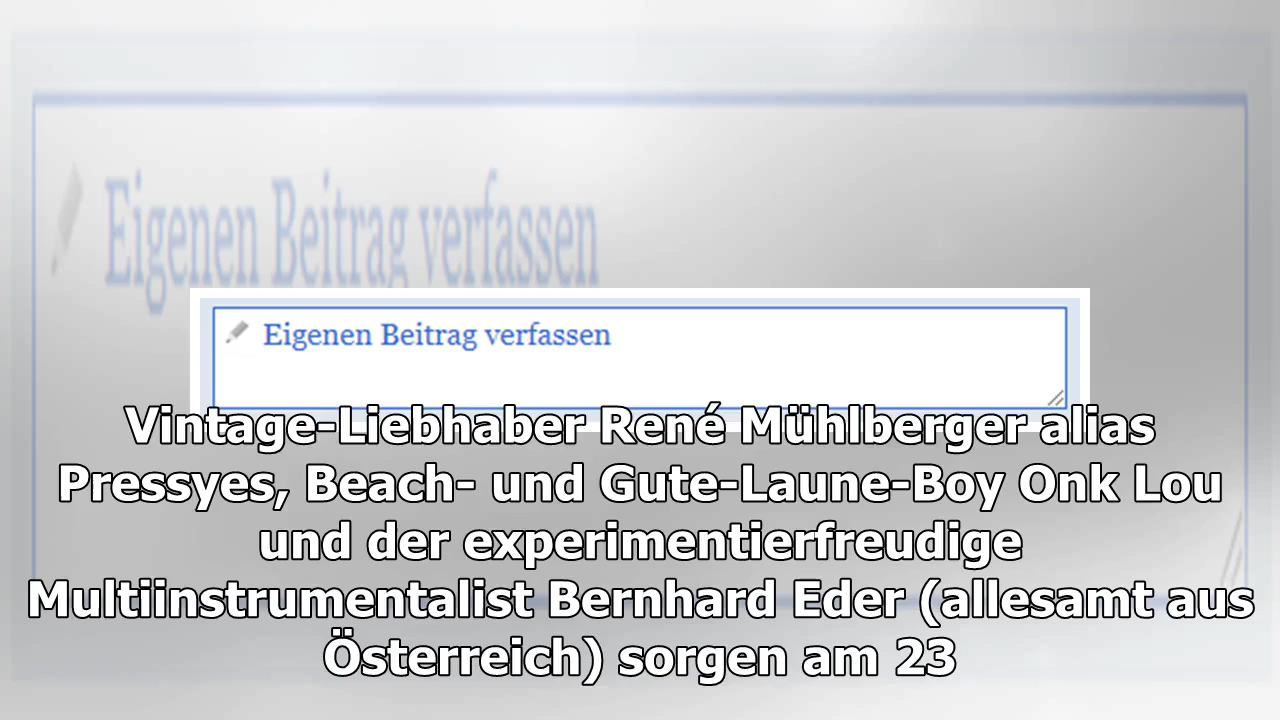 Eigenen Beitrag verfassen
Eigenen Beitrag verfassen
Vintage-Liebhaber René Mühlberger alias
Pressyes, Beach- und Gute-Laune-Boy Onk Lou
und der experimentierfreudige
Multiinstrumentalist Bernhard Eder (allesamt aus
Österreich) sorgen am 23